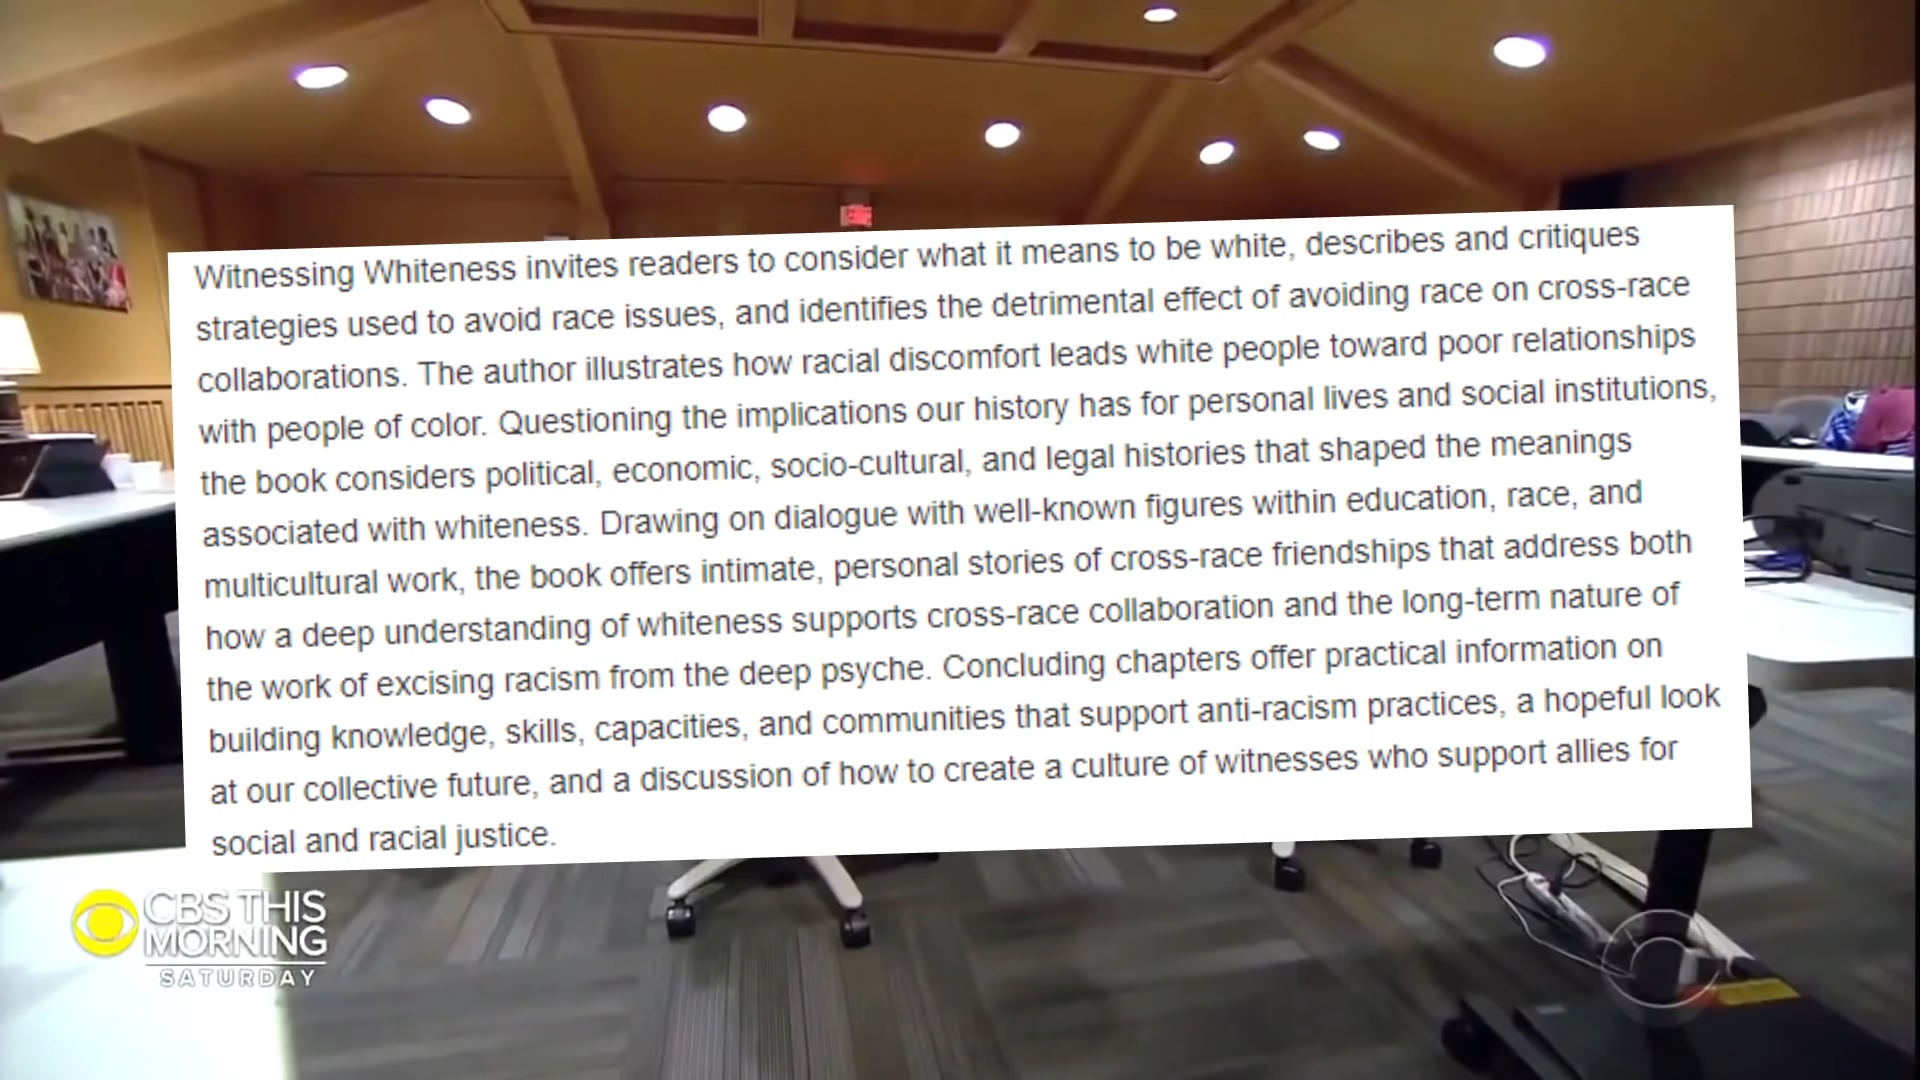 Witnessing Whiteness invites readers to consider what it means to be white, describes and critiques
strategies used to avoid race issues, and identifies the detrimental effect of avoiding race on cross-race
collaborations. The author illustrates how racial discomfort leads white people toward poor relationships
with people of color. Questioning the implications our history has for personal lives and social institutions,
the book considers political, economic, socio-cultural, and legal histories that shaped the meanings
associated with whiteness. Drawing on dialogue with well-known figures within education, race, and
multicultural work, the book offers intimate, personal stories of cross-race friendships that address both
how a deep understanding of whiteness supports cross-race collaboration and the long-term nature of
the work of excising racism from the deep psyche. Concluding chapters offer practical information on
building knowledge, skills, capacities, and communities that support anti-racism practices, a hopeful look
at our collective future, and a discussion of how to create a culture of witnesses who support allies for
social and racial justice.
CBS THIS
MORNING
SATURDAY